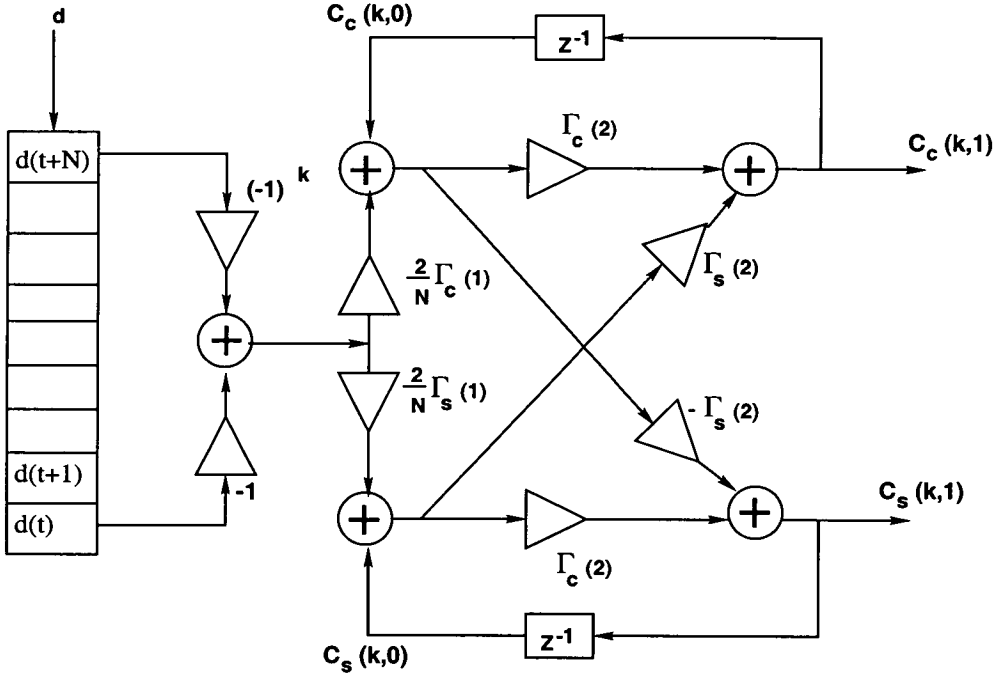 d
C_c (k,0)
z^-1
Γ_c (2)
d(t+N)
(-1)^k
C_c (k,1)
Γ_s (2)
2/N Γ_c (1)
2/N Γ_s (1)
- Γ_s (2)
d(t+1)
-1
d(t)
C_s (k,1)
Γ_c (2)
z^-1
C_s (k,0)